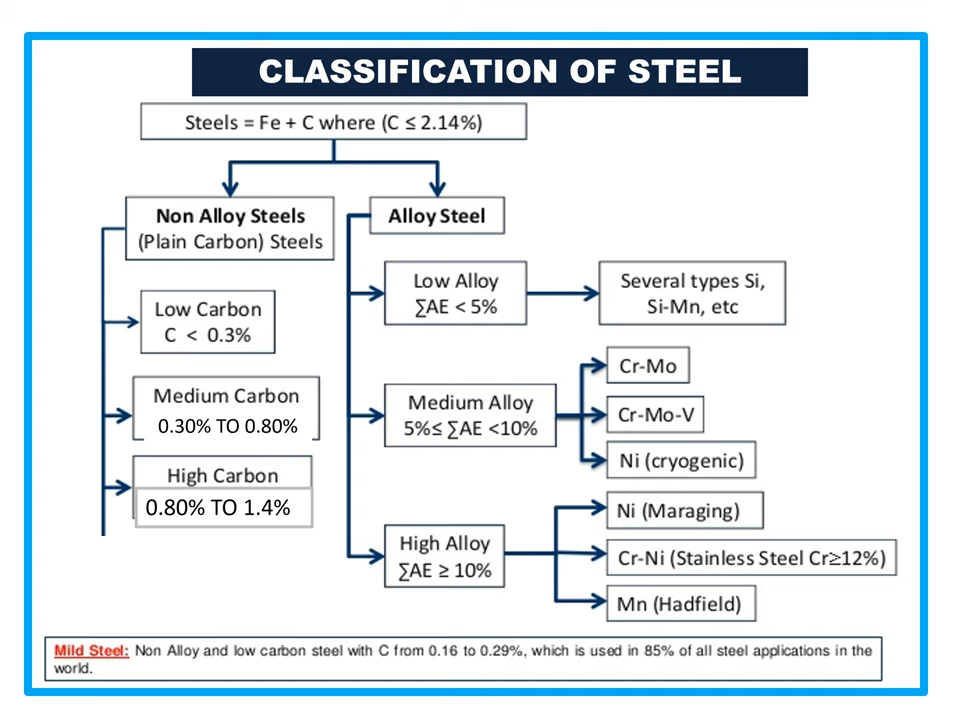 CLASSIFICATION OF STEEL
Steels = Fe + C where (C ≤ 2.14%)
Non Alloy Steels
(Plain Carbon) Steels
Low Carbon
C < 0.3%
Medium Carbon
0.30% TO 0.80%
High Carbon
0.80% TO 1.4%
Alloy Steel
Low Alloy
∑AE < 5%
Several types Si,
Si-Mn, etc
Medium Alloy
5%≤ ∑AE <10%
Cr-Mo
Cr-Mo-V
Ni (cryogenic)
High Alloy
∑AE ≥ 10%
Ni (Maraging)
Cr-Ni (Stainless Steel Cr≥12%)
Mn (Hadfield)
Mild Steel: Non Alloy and low carbon steel with C from 0.16 to 0.29%, which is used in 85% of all steel applications in the
world.